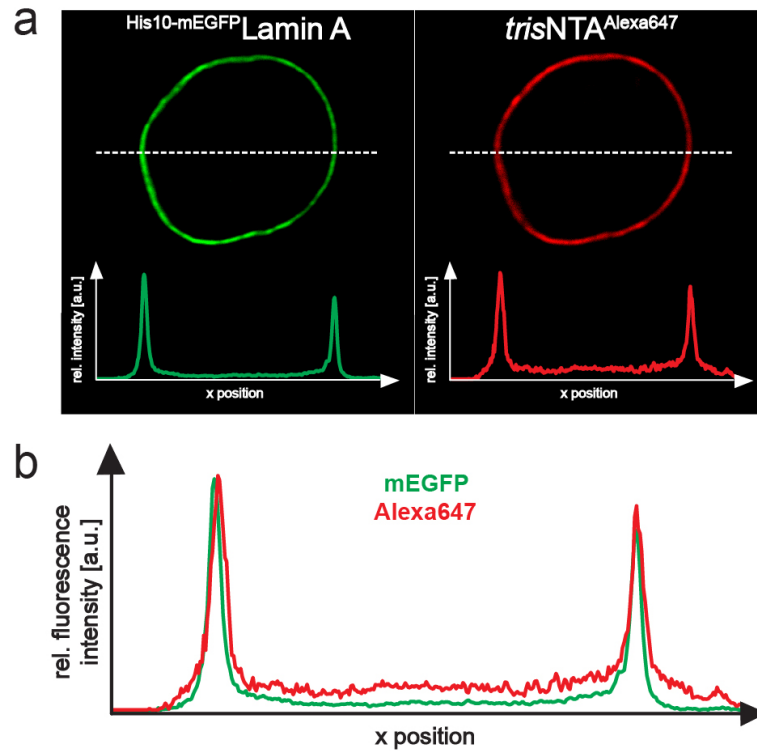 a
His10-mEGFPLamin A
trisNTAAlexa647
rel. intensity [a.u.]
x position
rel. intensity [a.u.]
x position
b
mEGFP
Alexa647
rel. fluorescence
intensity [a.u.]
x position